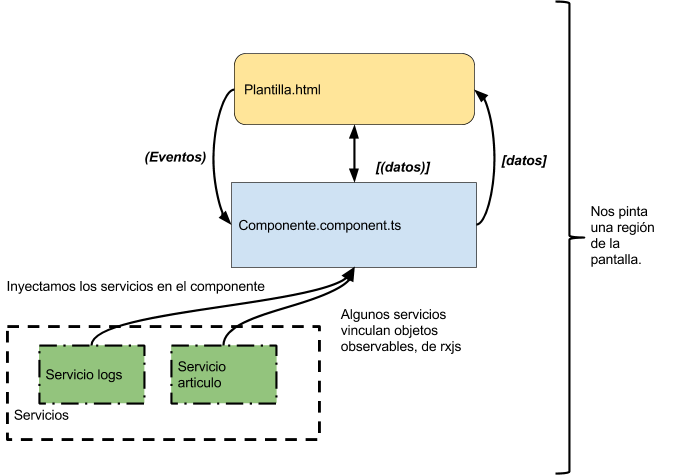 Plantilla.html
(Eventos)
[(datos)]
[datos]
Componente.component.ts
Nos pinta
una región
de la
pantalla.
Inyectamos los servicios en el componente
Algunos servicios
vinculan objetos
observables, de rxjs
Servicio logs
Servicio
articulo
Servicios